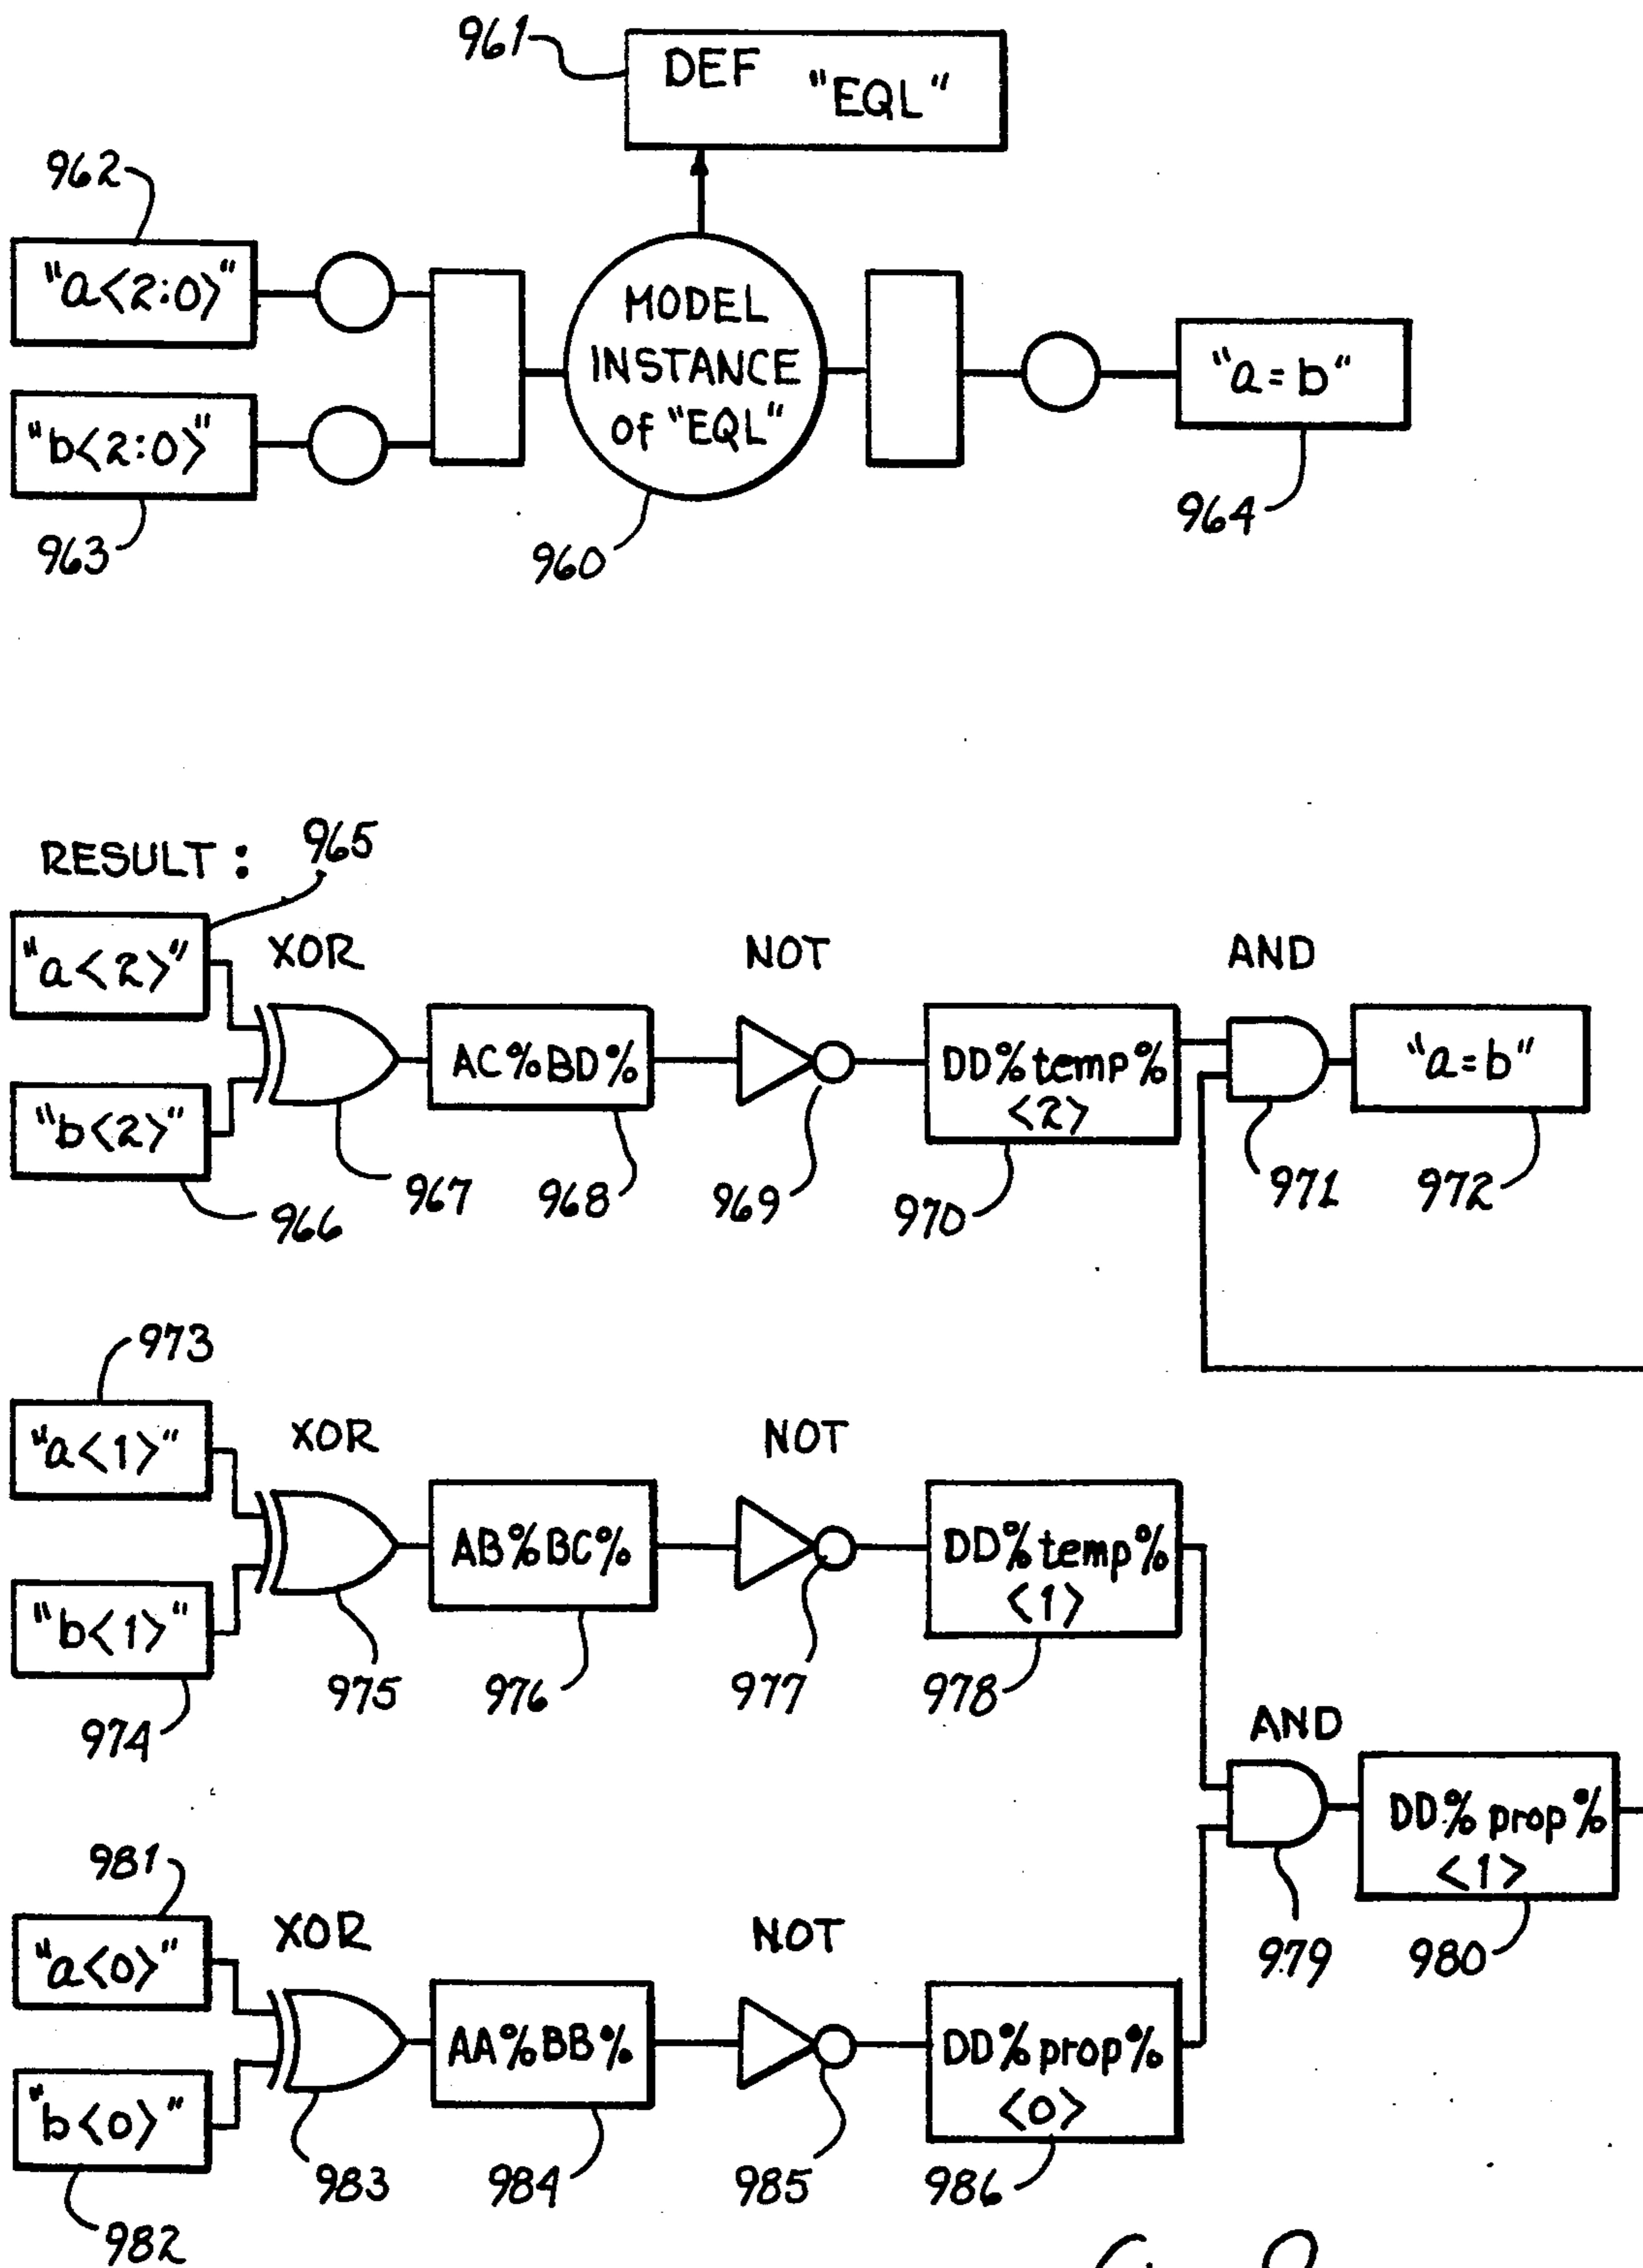 961
DEF "EQL"
962
"a<2:0>"
MODEL
INSTANCE
of "EQL"
"a=b"
"b<2:0>"
963
960
964
RESULT :
965
"a<2>"
XOR
NOT
AND
AC%BD%
DD%temp%
<2>
"a=b"
"b<2>"
966
967
968
969
970
971
972
973
"a<1>"
XOR
NOT
AB%BC%
DD%temp%
<1>
"b<1>"
974
975
976
977
978
AND
DD%prop%
<1>
979
980
981
"a<0>"
XOR
NOT
AA%BB%
DD%prop%
<0>
"b<0>"
982
983
984
985
986